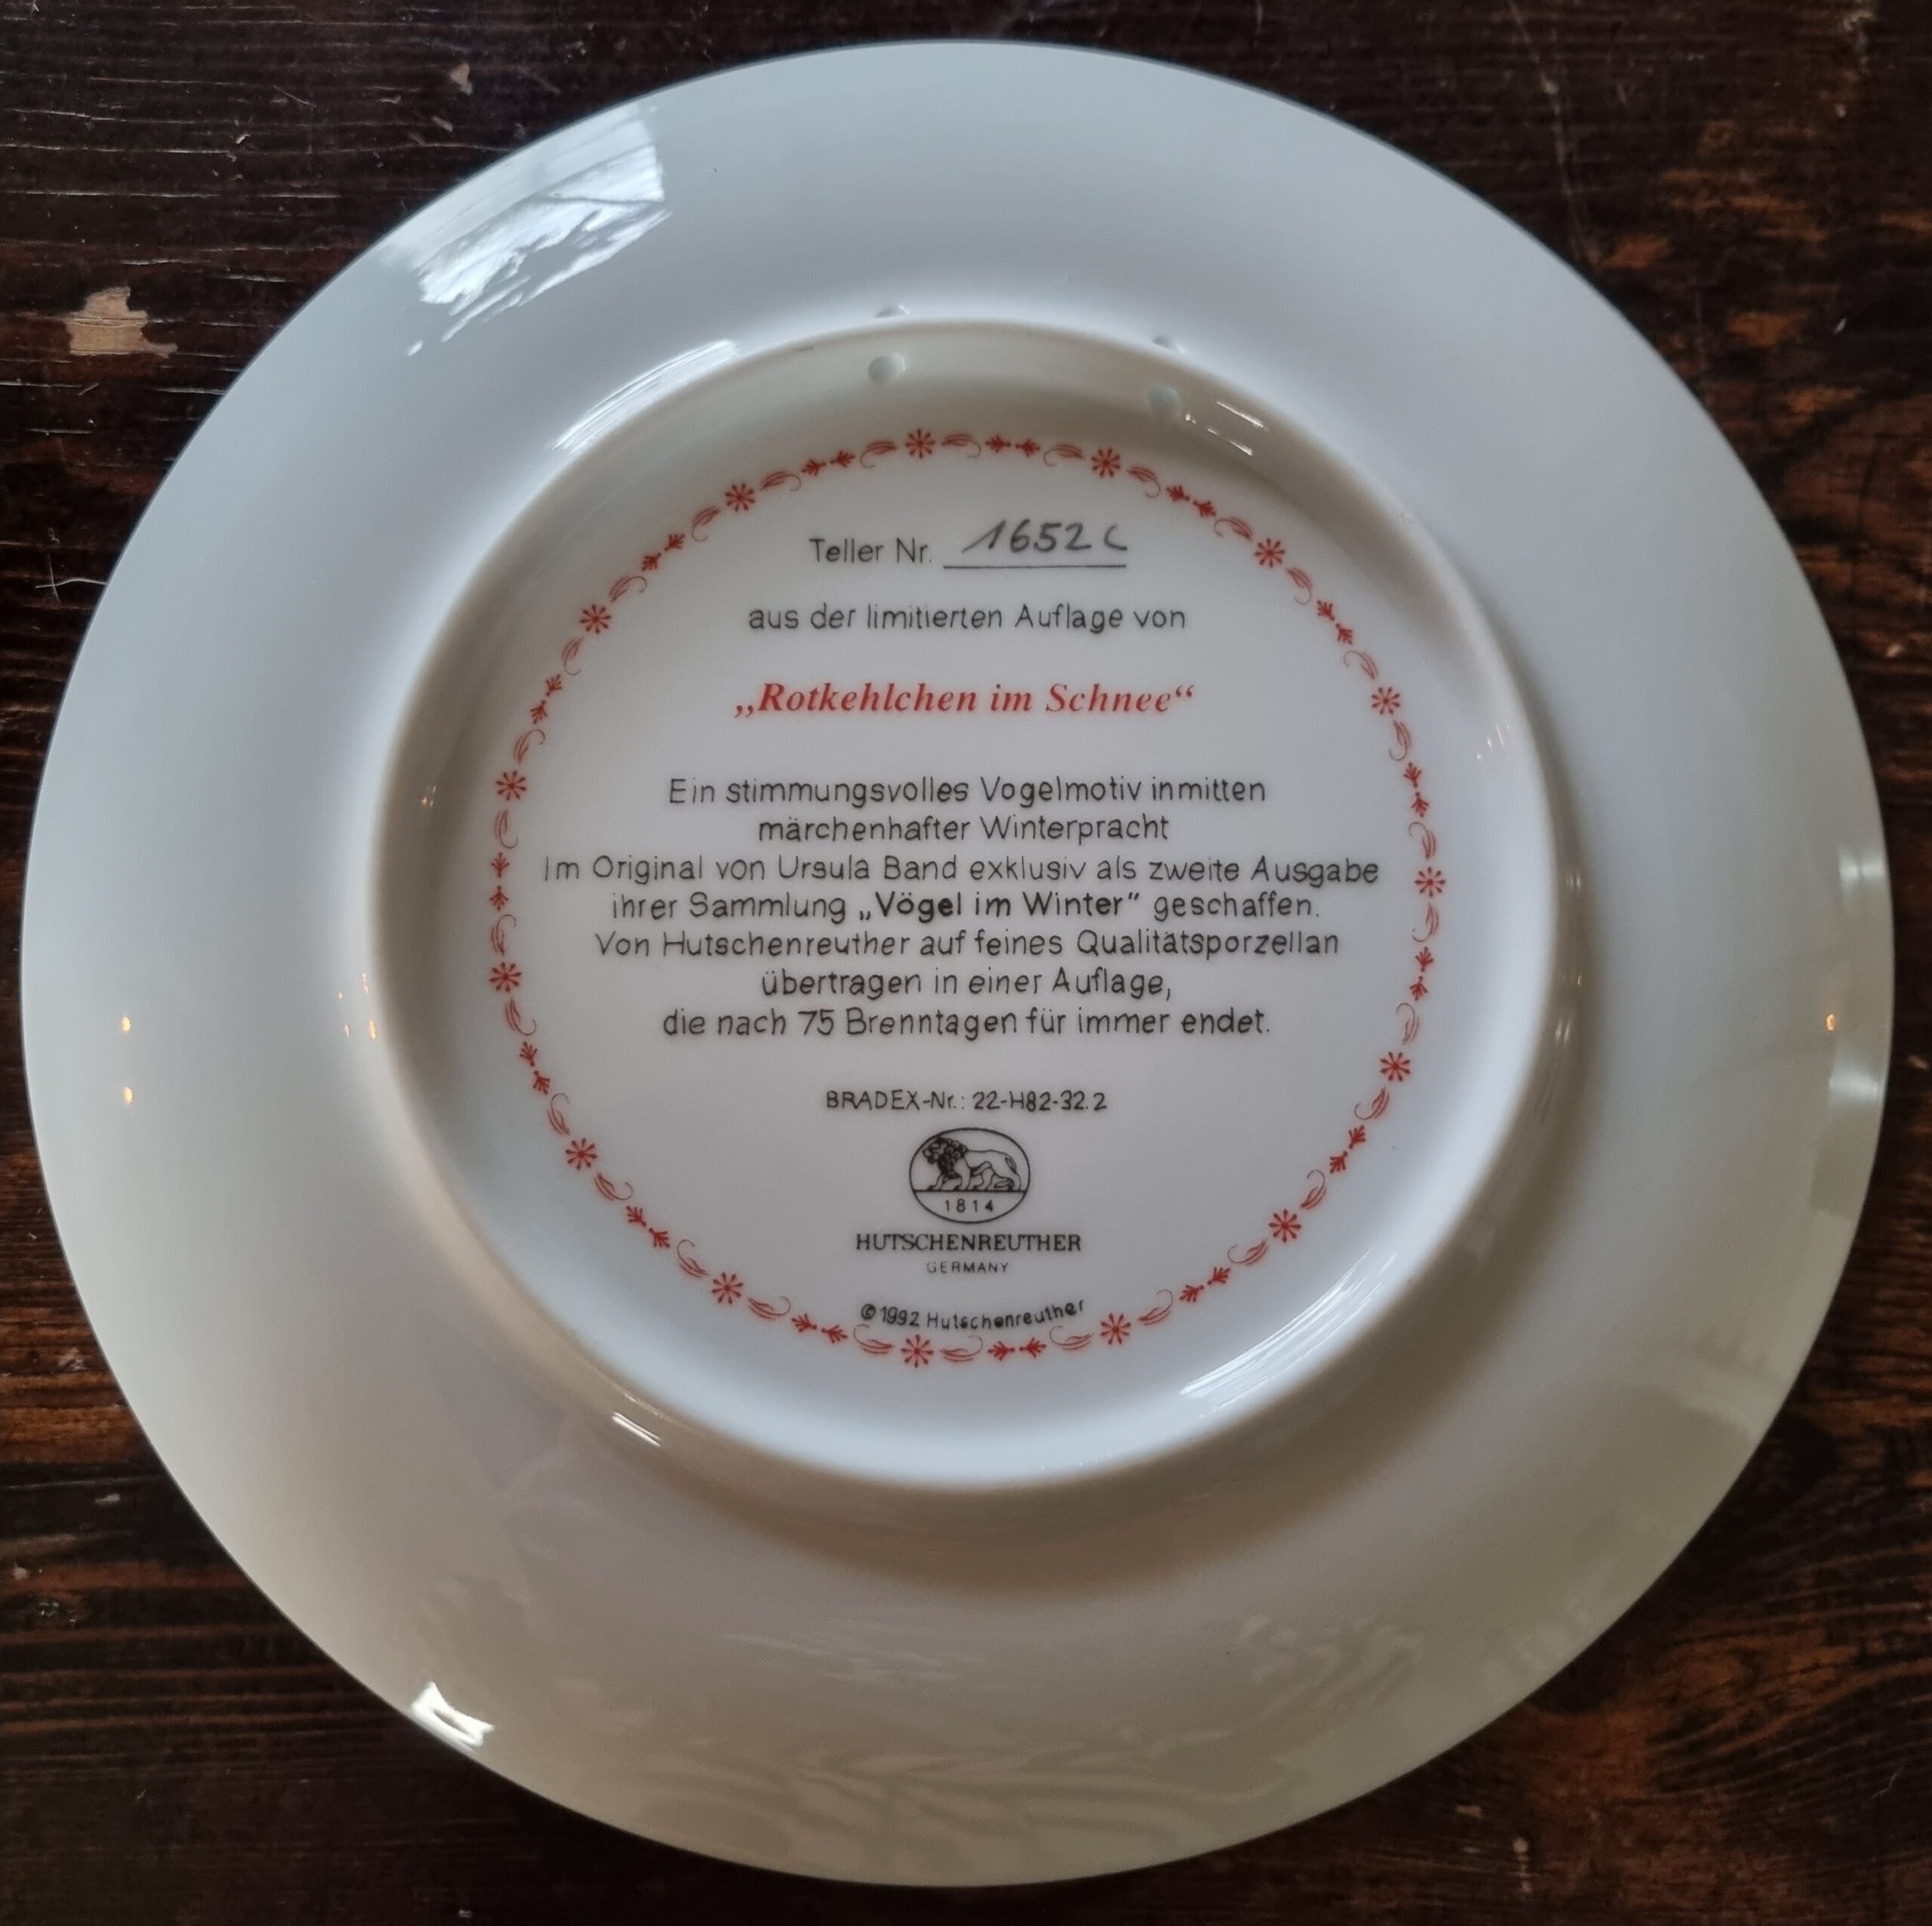 Teller Nr. 1652 C
aus der limitierten Auflage von
„Rotkehlchen im Schnee“
Ein stimmungsvolles Vogelmotiv inmitten
märchenhafter Winterpracht
Im Original von Ursula Band exklusiv als zweite Ausgabe
ihrer Sammlung „Vögel im Winter“ geschaffen.
Von Hutschenreuther auf feines Qualitätsporzellan
übertragen in einer Auflage,
die nach 75 Brenntagen für immer endet.
BRADEX-Nr.: 22-H82-32.2
1814
HUTSCHENREUTHER
GERMANY
©1992 Hutschenreuther